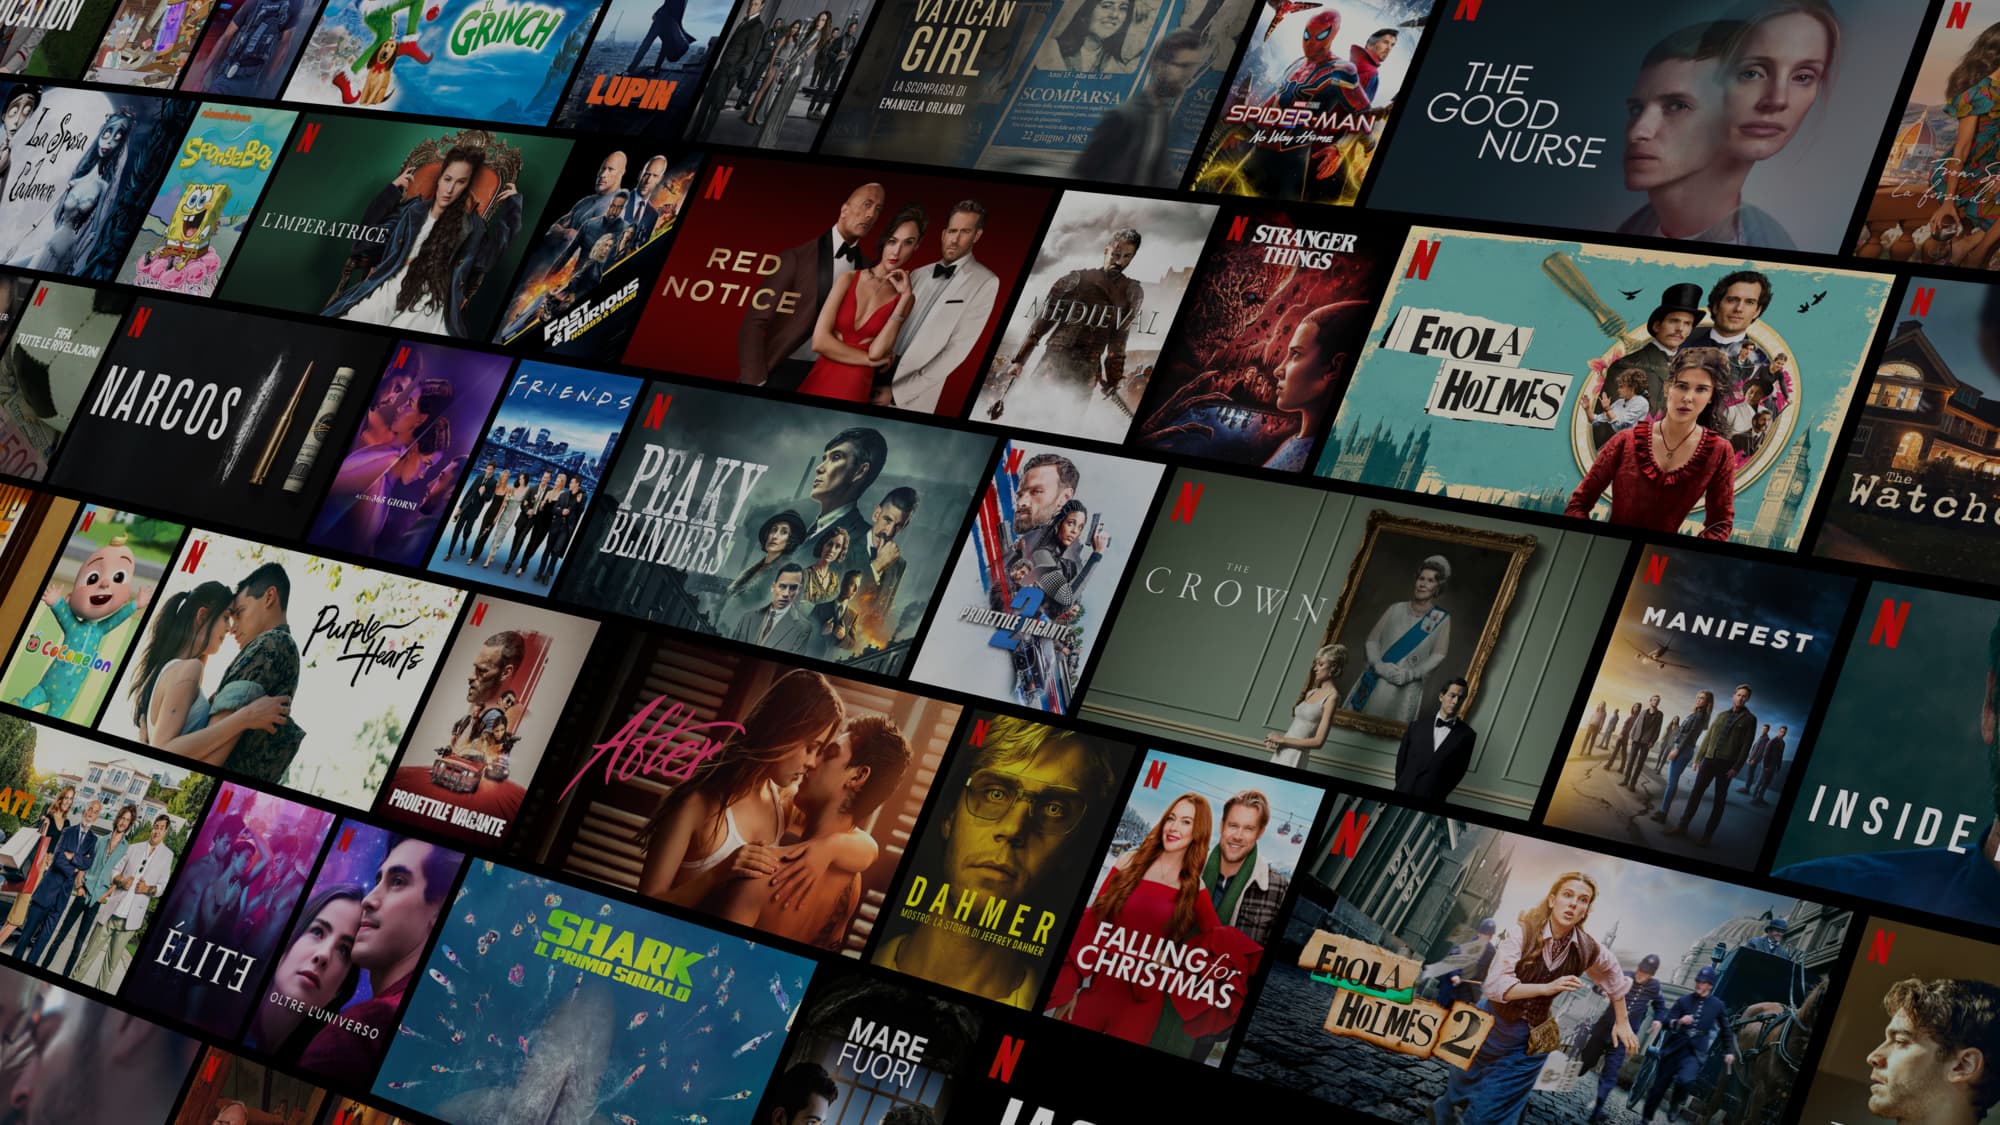 IL
GRINCH
LUPIN
VATICAN
GIRL
LA SCOMPARSA DI
EMANUELA ORLANDI
SCOMPARSA
22 giugno 1983
SPIDER-MAN
No Way Home
N
THE
GOOD
NURSE
N
La Sposa
Cadavere
nickelodeon
SpongeBob
N
L'IMPERATRICE
FAST
& FURIOUS
HOBBS & SHAW
N
RED
NOTICE
MEDIEVAL
N
STRANGER
THINGS
N
ENOLA
HOLMES
N
The
N
FIFA
TUTTE LE RIVELAZIONI
N
NARCOS
N
ALTRI 365 GIORNI
F·R·I·E·N·D·S
N
PEAKY
BLINDERS
N
2
PROIETTILE VAGANTE
N
THE
CROWN
N
MANIFEST
N
INSIDE
N
CoComelon
N
Purple
Hearts
N
PROIETTILE VAGANTE
After
N
DAHMER
MOSTRO: LA STORIA DI JEFFREY DAHMER
N
FALLING for
CHRISTMAS
N
ENOLA
HOLMES 2
N
N
ÉLITE
N
OLTRE L'UNIVERSO
SHARK
IL PRIMO SQUALO
MARE
FUORI
N
N